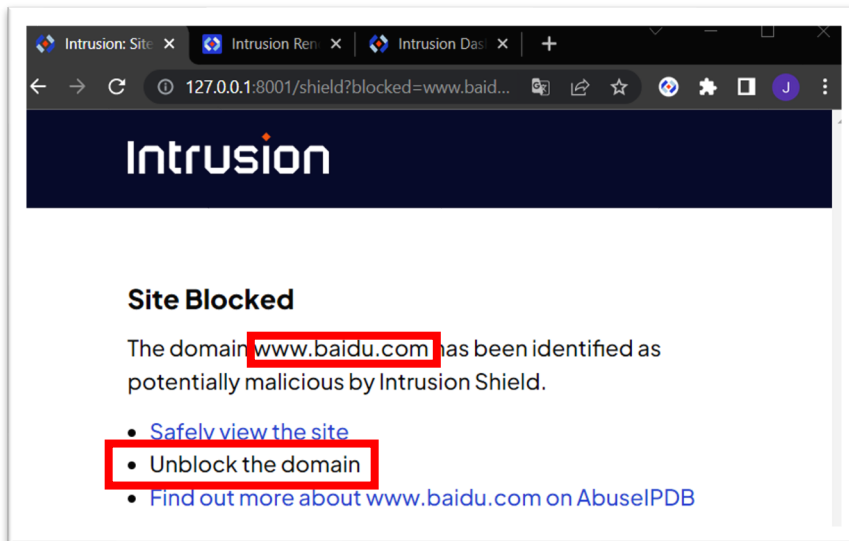 Intrusion: Site
Intrusion Ren
Intrusion Das
127.0.0.1:8001/shield?blocked=www.baid...
J
Intrusion
Site Blocked
The domain www.baidu.com has been identified as
potentially malicious by Intrusion Shield.
• Safely view the site
• Unblock the domain
• Find out more about www.baidu.com on AbuseIPDB